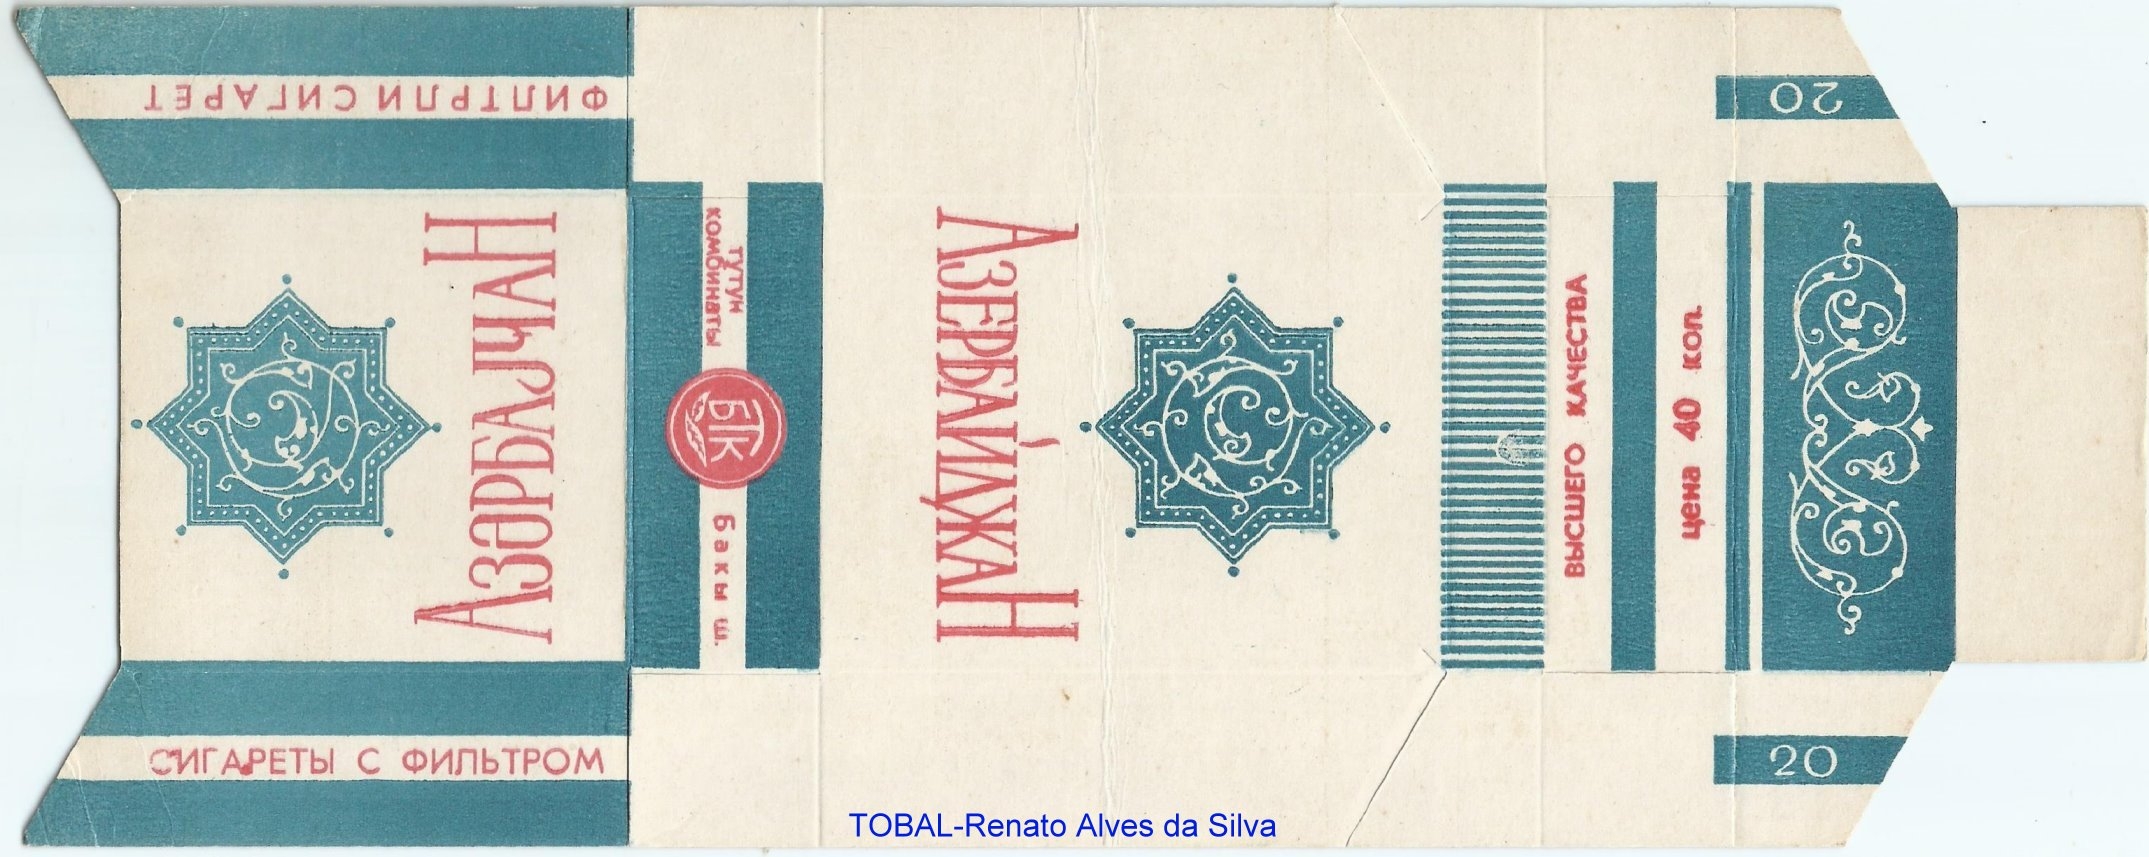 ФИЛТРЛИ СИГАРЕТ
АЗӘРБАЈҸАН
СИГАРЕТЫ С ФИЛЬТРОМ
ТҮТҮН
КОМБИНАТЫ
БТК
Бакы ш.
АЗЕРБАЙДЖАН
ВЫСШЕГО КАЧЕСТВА
цена 40 коп.
20
20
TOBAL-Renato Alves da Silva